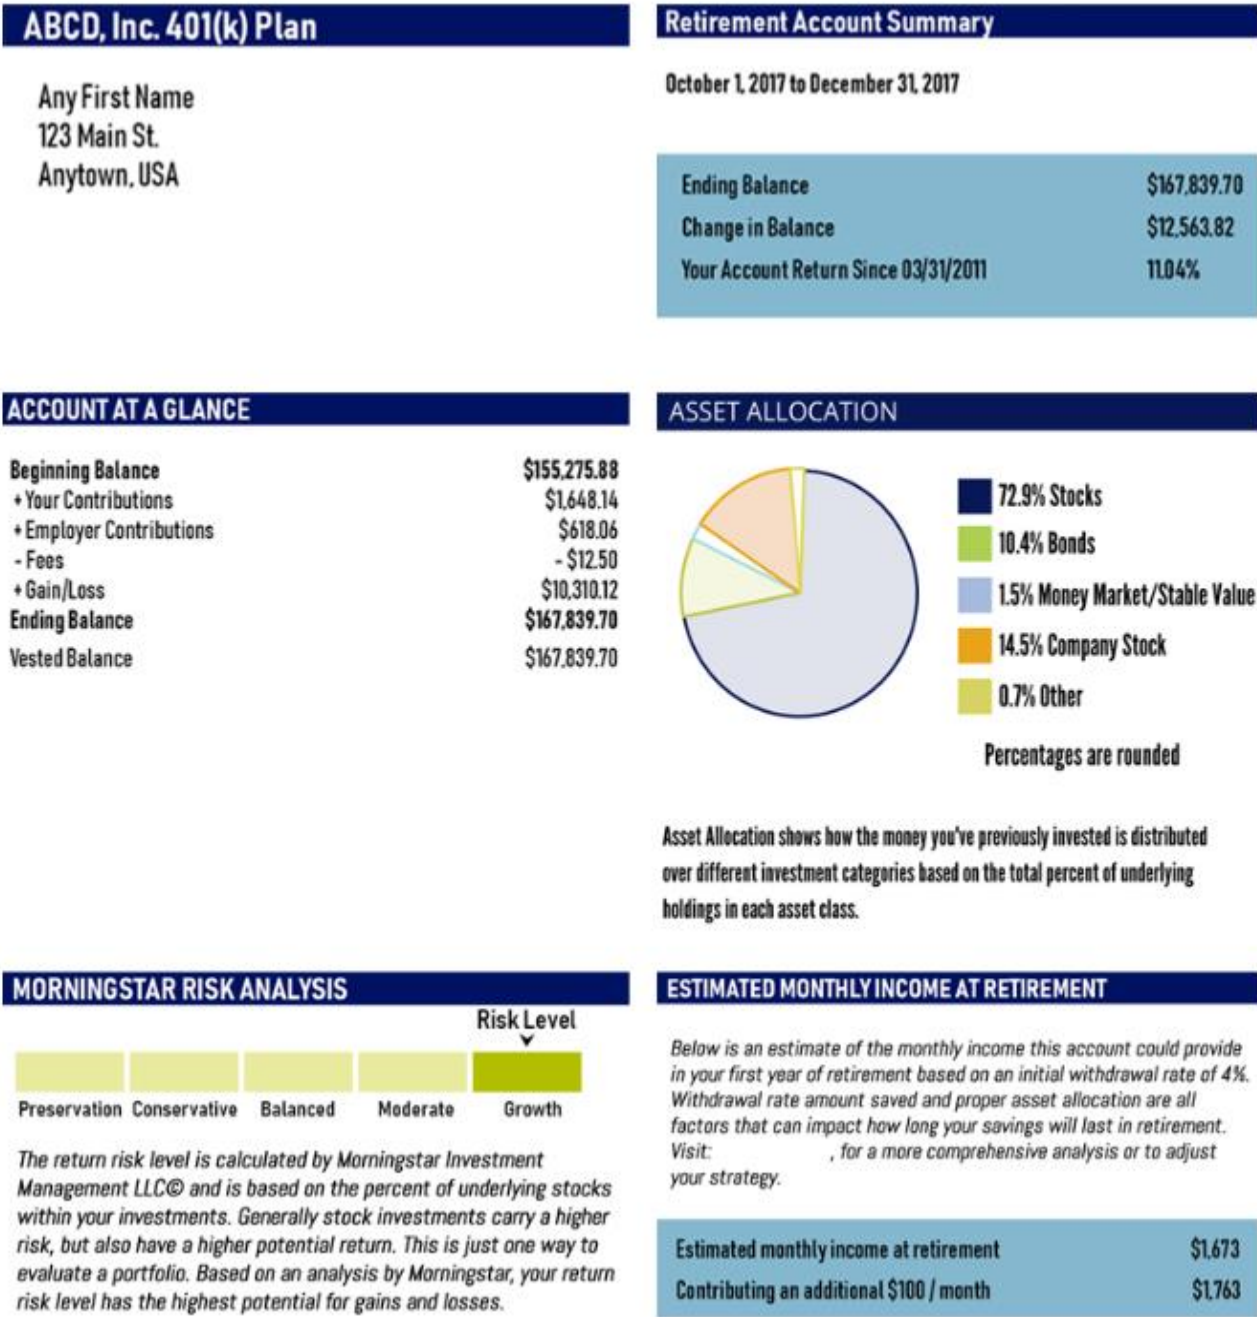 ABCD, Inc. 401(k) Plan
Any First Name
123 Main St.
Anytown, USA
Retirement Account Summary
October 1, 2017 to December 31, 2017
Ending Balance $167,839.70
Change in Balance $12,563.82
Your Account Return Since 03/31/2011 11.04%
ACCOUNT AT A GLANCE
Beginning Balance $155,275.88
+ Your Contributions $1,648.14
+ Employer Contributions $618.06
- Fees - $12.50
+ Gain/Loss $10,310.12
Ending Balance $167,839.70
Vested Balance $167,839.70
ASSET ALLOCATION
72.9% Stocks
10.4% Bonds
1.5% Money Market/Stable Value
14.5% Company Stock
0.7% Other
Percentages are rounded
Asset Allocation shows how the money you've previously invested is distributed
over different investment categories based on the total percent of underlying
holdings in each asset class.
MORNINGSTAR RISK ANALYSIS
Risk Level
Preservation Conservative Balanced Moderate Growth
The return risk level is calculated by Morningstar Investment
Management LLC© and is based on the percent of underlying stocks
within your investments. Generally stock investments carry a higher
risk, but also have a higher potential return. This is just one way to
evaluate a portfolio. Based on an analysis by Morningstar, your return
risk level has the highest potential for gains and losses.
ESTIMATED MONTHLY INCOME AT RETIREMENT
Below is an estimate of the monthly income this account could provide
in your first year of retirement based on an initial withdrawal rate of 4%.
Withdrawal rate amount saved and proper asset allocation are all
factors that can impact how long your savings will last in retirement.
Visit: , for a more comprehensive analysis or to adjust
your strategy.
Estimated monthly income at retirement $1,673
Contributing an additional $100 / month $1,763